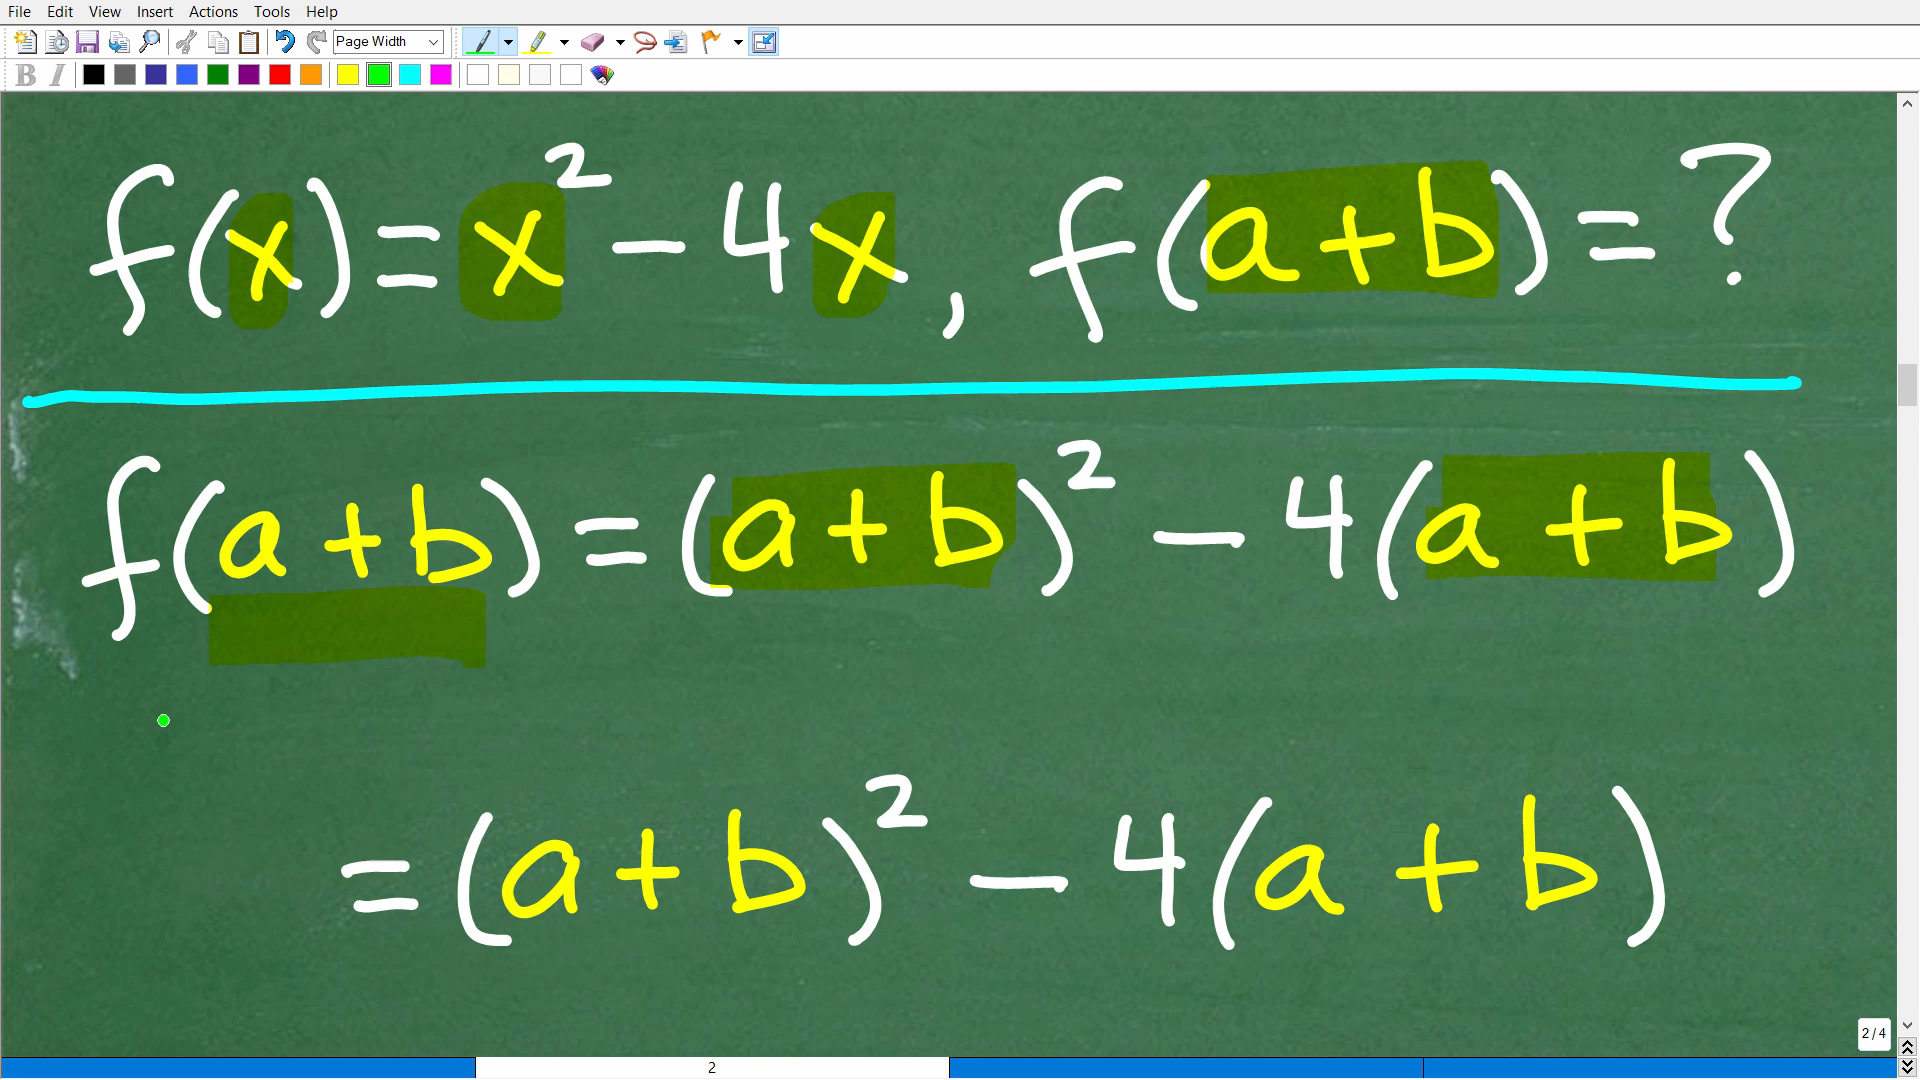 File Edit View Insert Actions Tools Help
Page Width
B I
f(x) = x² - 4x, f(a+b) = ?
f(a+b) = (a+b)² - 4(a+b)
= (a+b)² - 4(a+b)
2 / 4
2